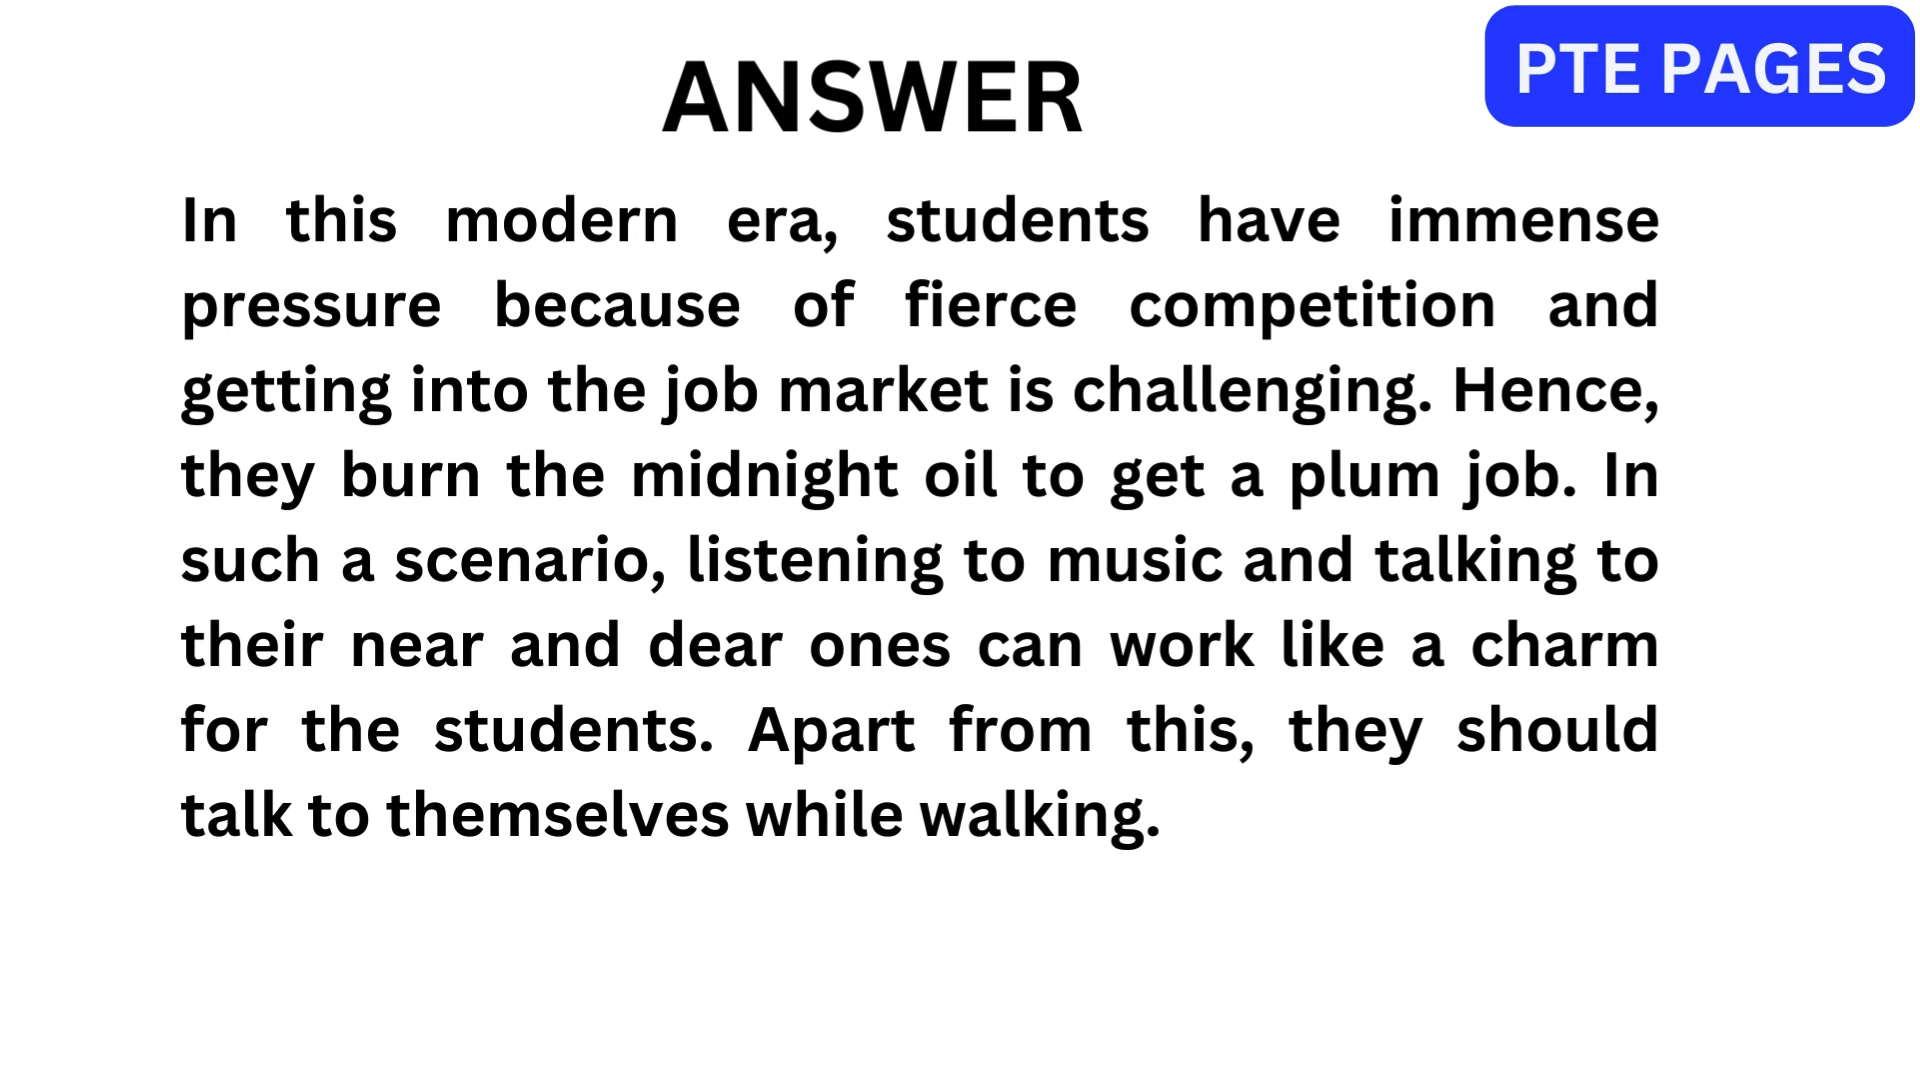 ANSWER
PTE PAGES
In this modern era, students have immense
pressure because of fierce competition and
getting into the job market is challenging. Hence,
they burn the midnight oil to get a plum job. In
such a scenario, listening to music and talking to
their near and dear ones can work like a charm
for the students. Apart from this, they should
talk to themselves while walking.